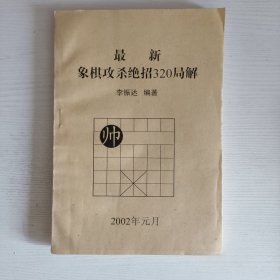 最 新
象棋攻杀绝招320局解
李振达 编著
帅
2002年元月